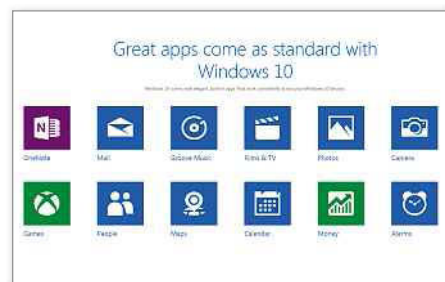 Great apps come as standard with
Windows 10
OneNote
Mail
Groove Music
Films & TV
Photos
Camera
Games
People
Maps
Calendar
Money
Alarms